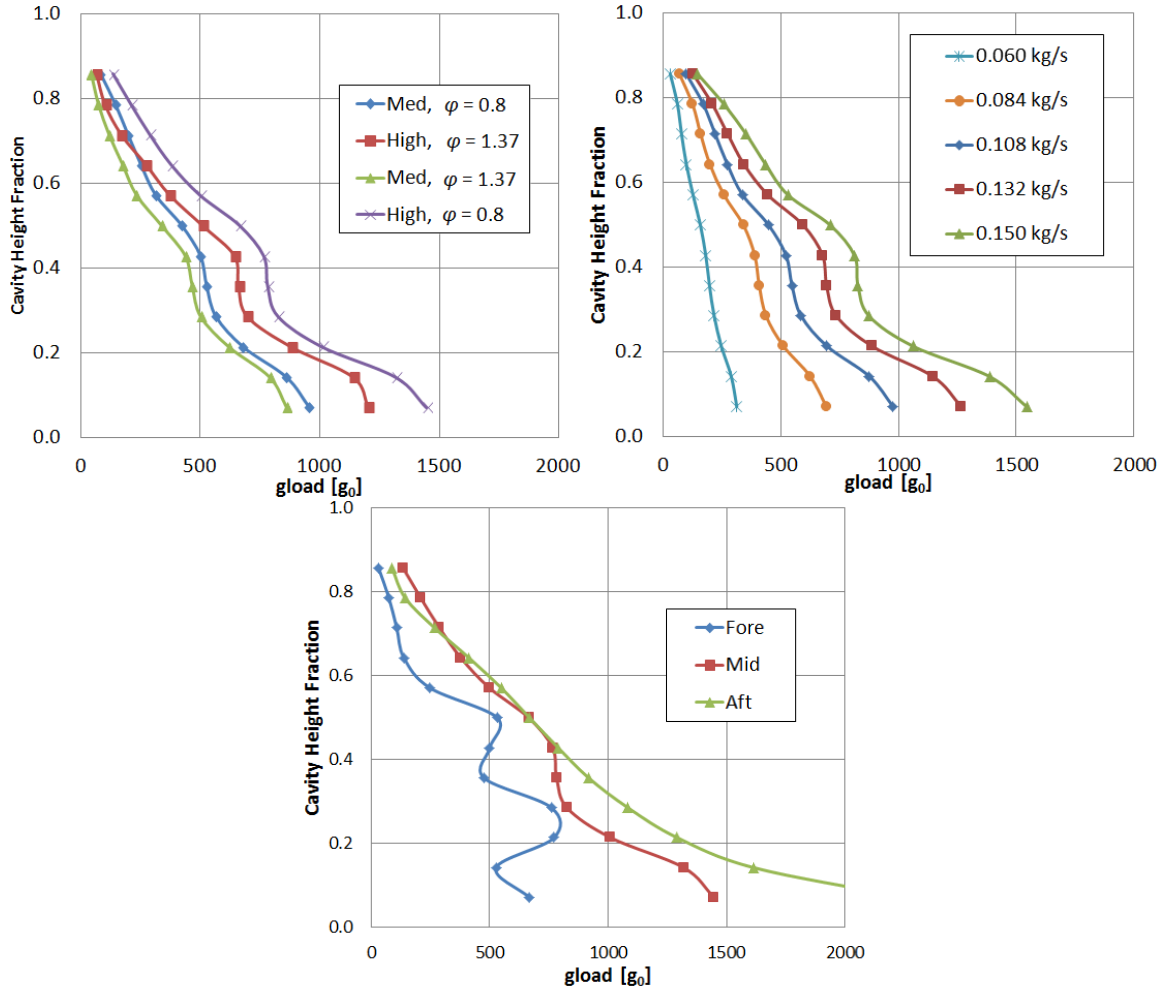 1.0
0.8
0.6
0.4
0.2
0.0
Cavity Height Fraction
0 500 1000 1500 2000
gload [g₀]
Med, φ = 0.8
High, φ = 1.37
Med, φ = 1.37
High, φ = 0.8
1.0
0.8
0.6
0.4
0.2
0.0
Cavity Height Fraction
0 500 1000 1500 2000
gload [g₀]
0.060 kg/s
0.084 kg/s
0.108 kg/s
0.132 kg/s
0.150 kg/s
1.0
0.8
0.6
0.4
0.2
0.0
Cavity Height Fraction
0 500 1000 1500 2000
gload [g₀]
Fore
Mid
Aft